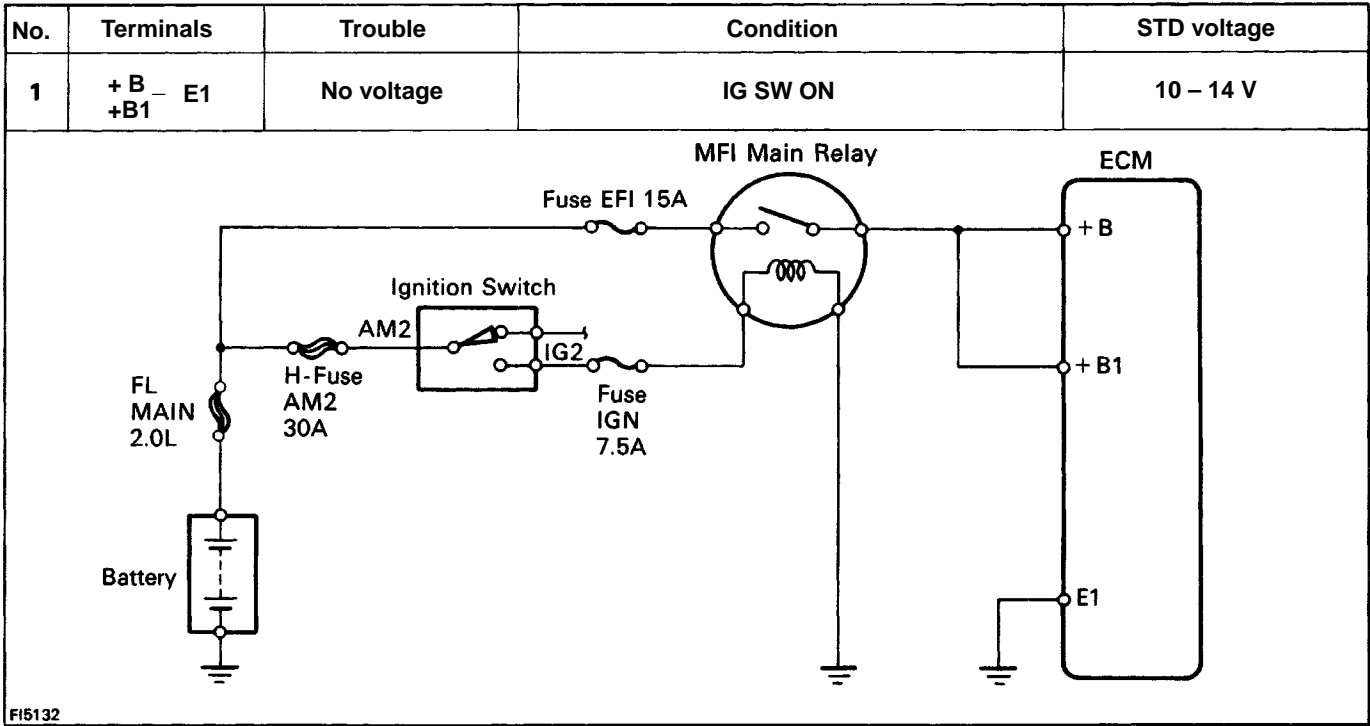 No. Terminals Trouble Condition STD voltage
1 + B – E1 No voltage IG SW ON 10 – 14 V
+B1
MFI Main Relay
ECM
Fuse EFI 15A
+ B
Ignition Switch
AM2
IG2
+ B1
H-Fuse
AM2
30A
FL
MAIN
2.0L
Fuse
IGN
7.5A
Battery
E1
FI5132